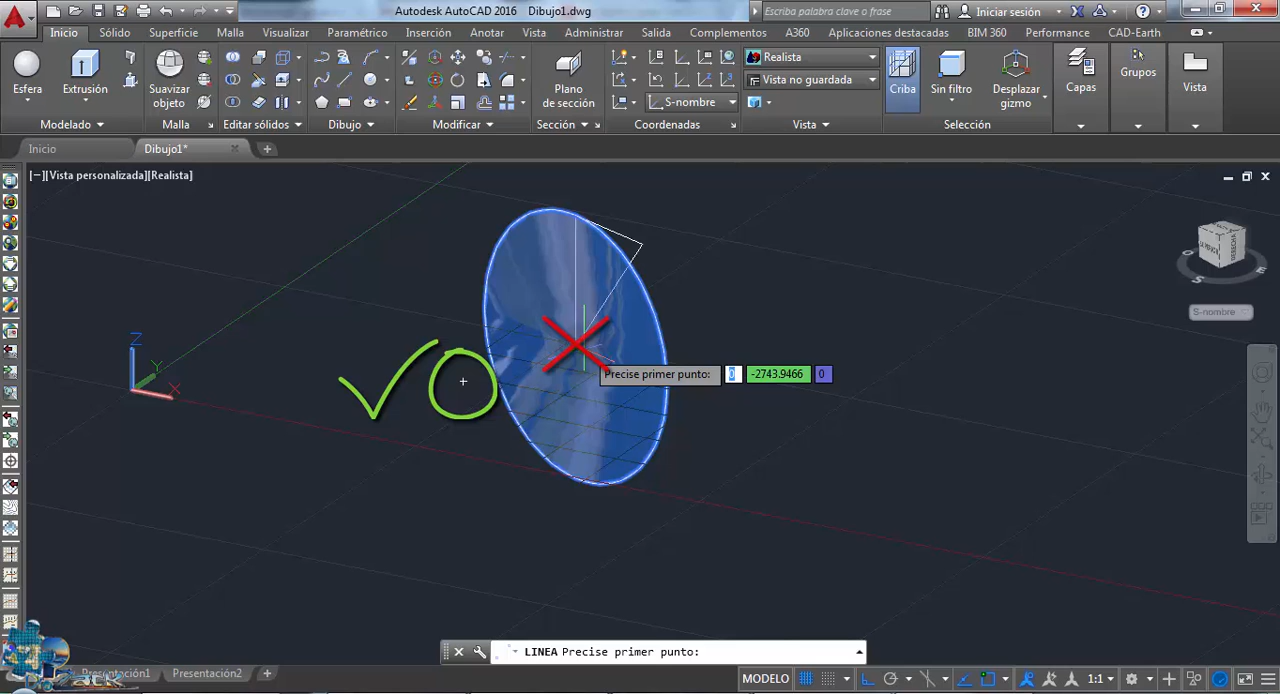 Autodesk AutoCAD 2016 Dibujo1.dwg
Escriba palabra clave o frase
Iniciar sesión
Inicio Sólido Superficie Malla Visualizar Paramétrico Inserción Anotar Vista Administrar Salida Complementos A360 Aplicaciones destacadas BIM 360 Performance CAD-Earth
Realista
Vista no guardada
S-nombre
Esfera Extrusión Suavizar objeto Plano de sección Criba Sin filtro Desplazar gizmo Capas Grupos Vista
Modelado Malla Editar sólidos Dibujo Modificar Sección Coordenadas Vista Selección
Inicio Dibujo1*
[−][Vista personalizada][Realista]
DERECHA
S
S-nombre
Z
Y
X
Precise primer punto: 0 -2743.9466 0
LINEA Precise primer punto:
Presentación1 Presentación2
MODELO 1:1